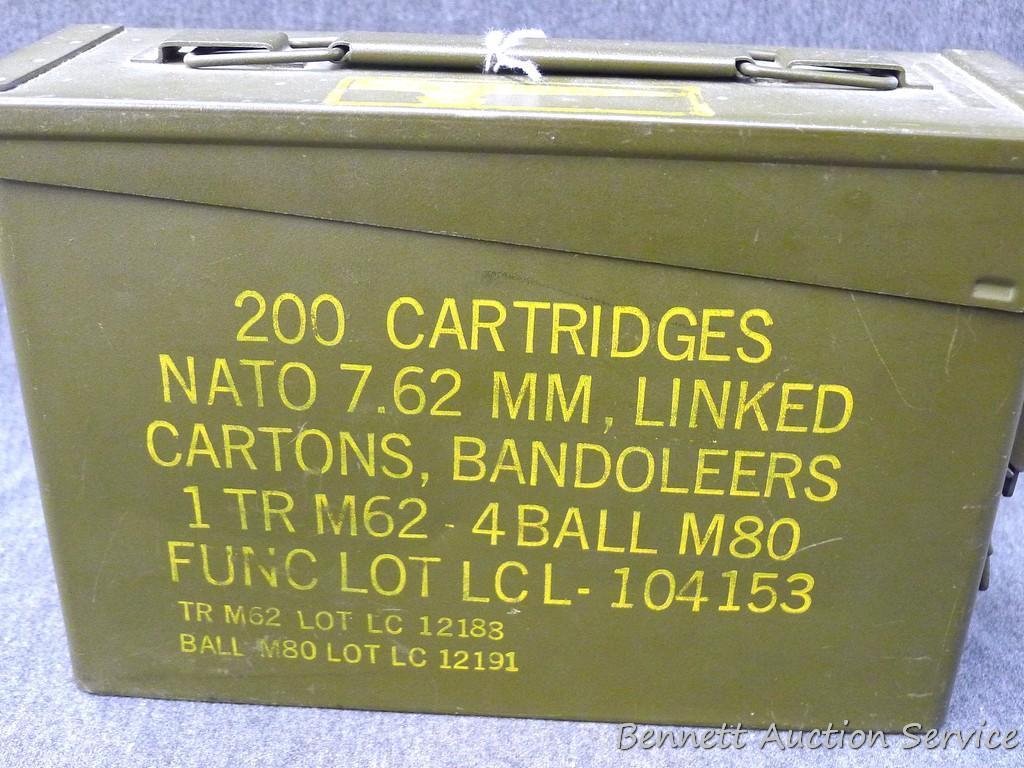 200 CARTRIDGES
NATO 7.62 MM, LINKED
CARTONS, BANDOLEERS
1 TR M62 - 4 BALL M80
FUNC LOT LC L- 104153
TR M62 LOT LC 12183
BALL M80 LOT LC 12191
Bennett Auction Service